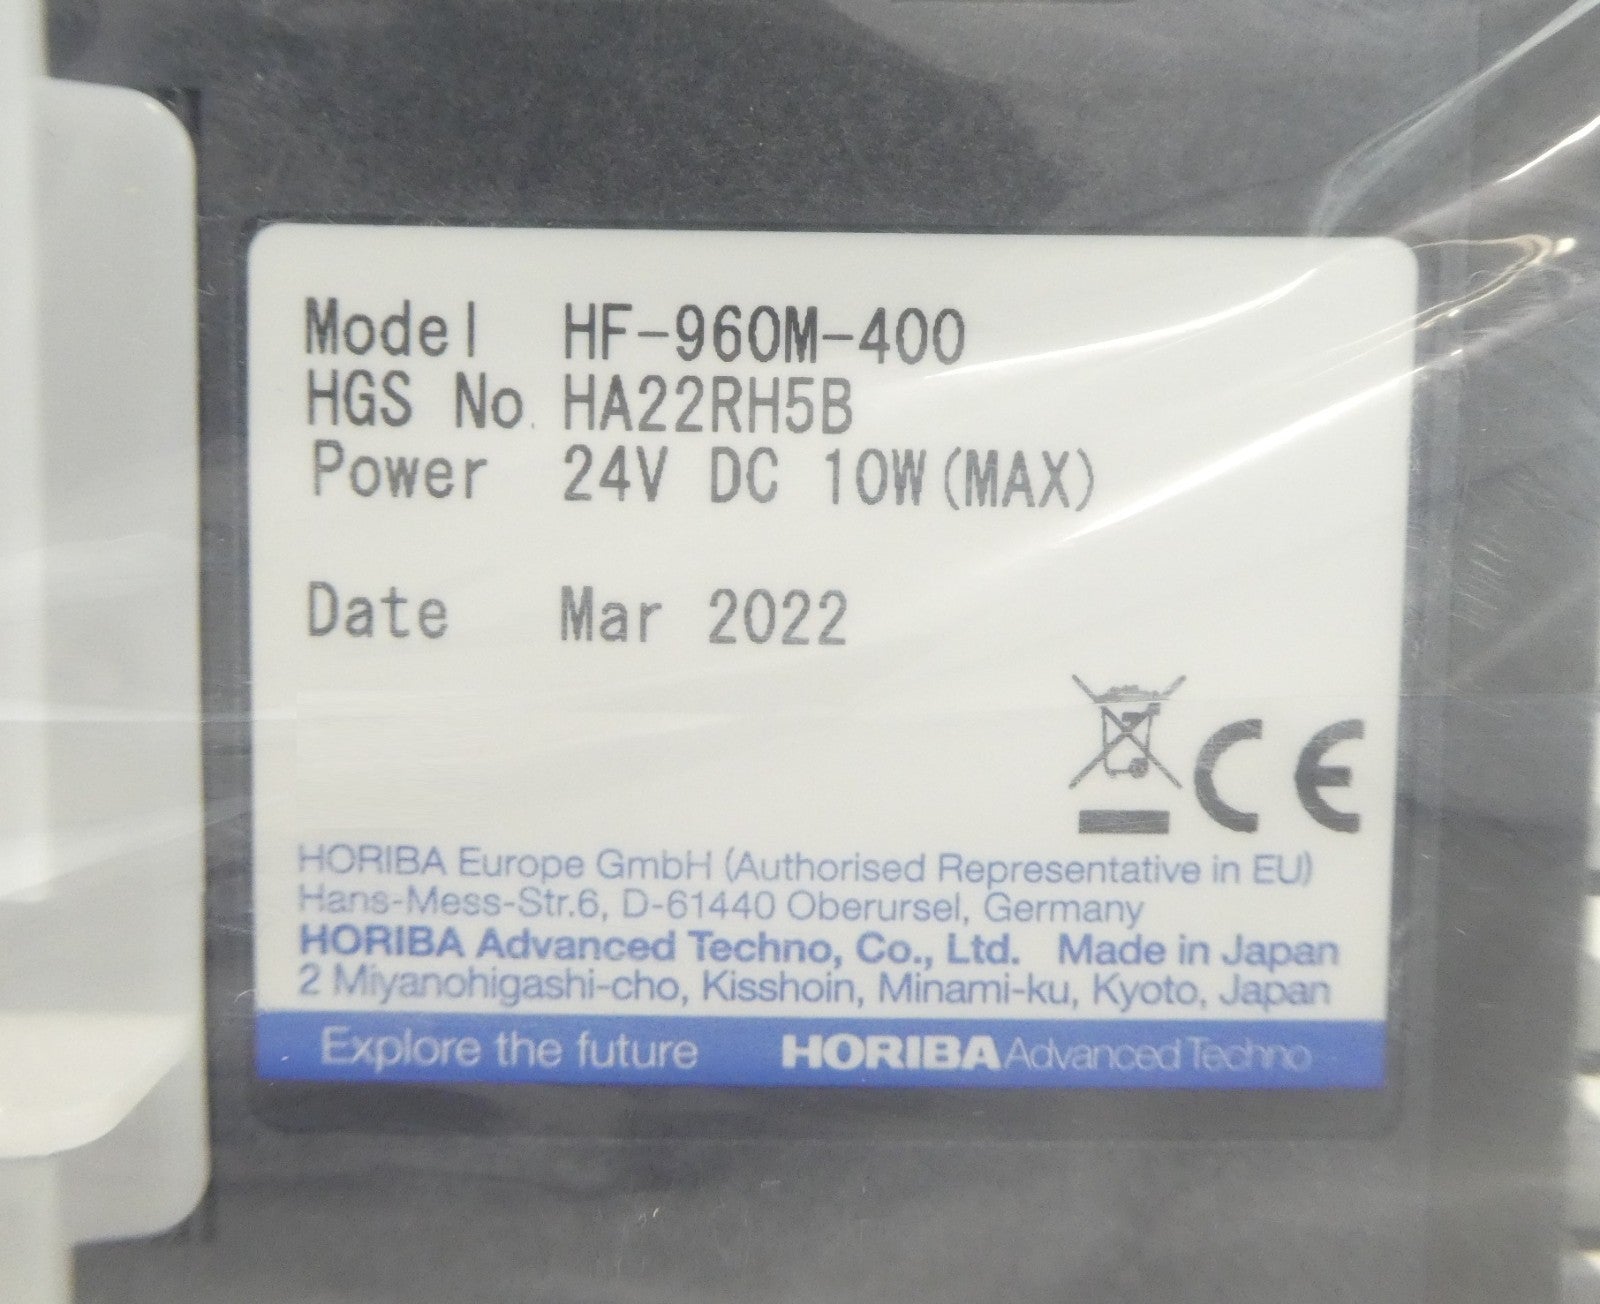 Model HF-960M-400
HGS No. HA22RH5B
Power 24V DC 10W(MAX)
Date Mar 2022
CE
HORIBA Europe GmbH (Authorised Representative in EU)
Hans-Mess-Str.6, D-61440 Oberursel, Germany
HORIBA Advanced Techno, Co., Ltd. Made in Japan
2 Miyanohigashi-cho, Kisshoin, Minami-ku, Kyoto, Japan
Explore the future HORIBA Advanced Techno